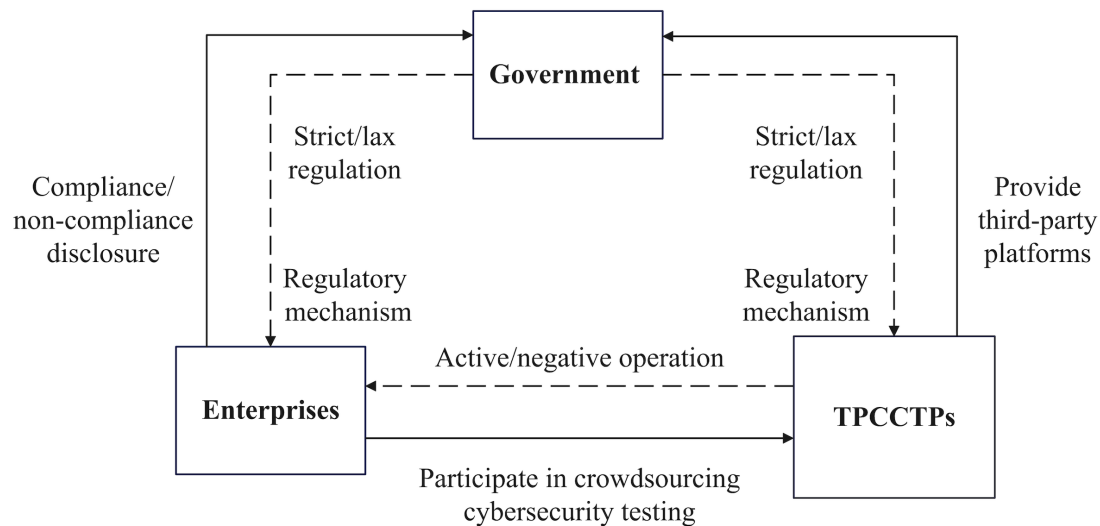 Government
Strict/lax
regulation
Strict/lax
regulation
Compliance/
non-compliance
disclosure
Provide
third-party
platforms
Regulatory
mechanism
Regulatory
mechanism
Active/negative operation
Enterprises
TPCCTPs
Participate in crowdsourcing
cybersecurity testing